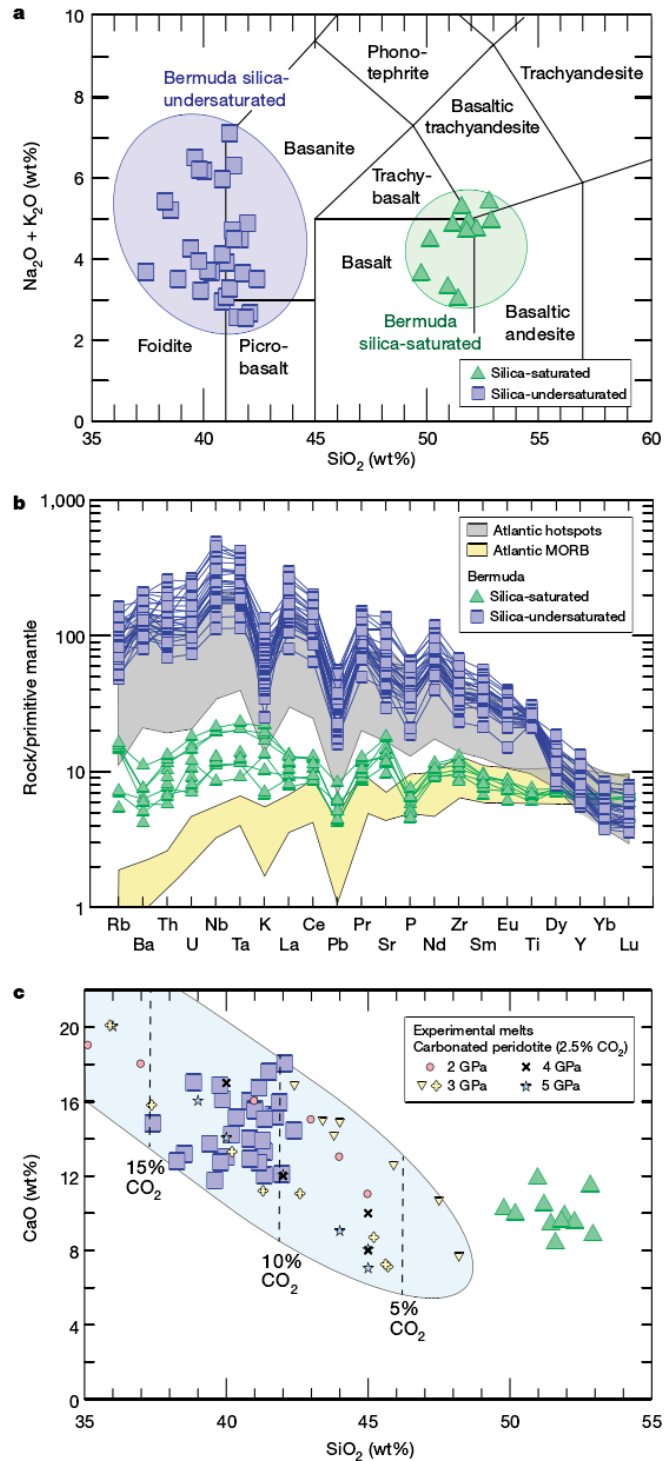 a
10
8
6
4
2
0
Na₂O + K₂O (wt%)
Bermuda silica-
undersaturated
Phono-
tephrite
Trachyandesite
Basaltic
trachyandesite
Basanite
Trachy-
basalt
Basalt
Foidite
Picro-
basalt
Bermuda
silica-saturated
Basaltic
andesite
Silica-saturated
Silica-undersaturated
35 40 45 50 55 60
SiO₂ (wt%)
b
1,000
100
10
1
Rock/primitive mantle
Atlantic hotspots
Atlantic MORB
Bermuda
Silica-saturated
Silica-undersaturated
Rb Th Nb K Ce Pr P Zr Eu Dy Yb
Ba U Ta La Pb Sr Nd Sm Ti Y Lu
c
20
16
12
8
4
0
CaO (wt%)
Experimental melts
Carbonated peridotite (2.5% CO₂)
2 GPa 4 GPa
3 GPa 5 GPa
15%
CO₂
10%
CO₂
5%
CO₂
35 40 45 50 55
SiO₂ (wt%)